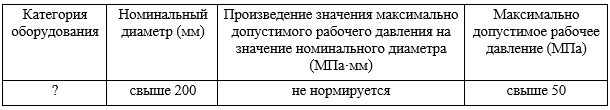 Категория
оборудования
Номинальный
диаметр (мм)
Произведение значения максимально
допустимого рабочего давления на
значение номинального диаметра
(МПа·мм)
Максимально
допустимое рабочее
давление (МПа)
?
свыше 200
не нормируется
свыше 50